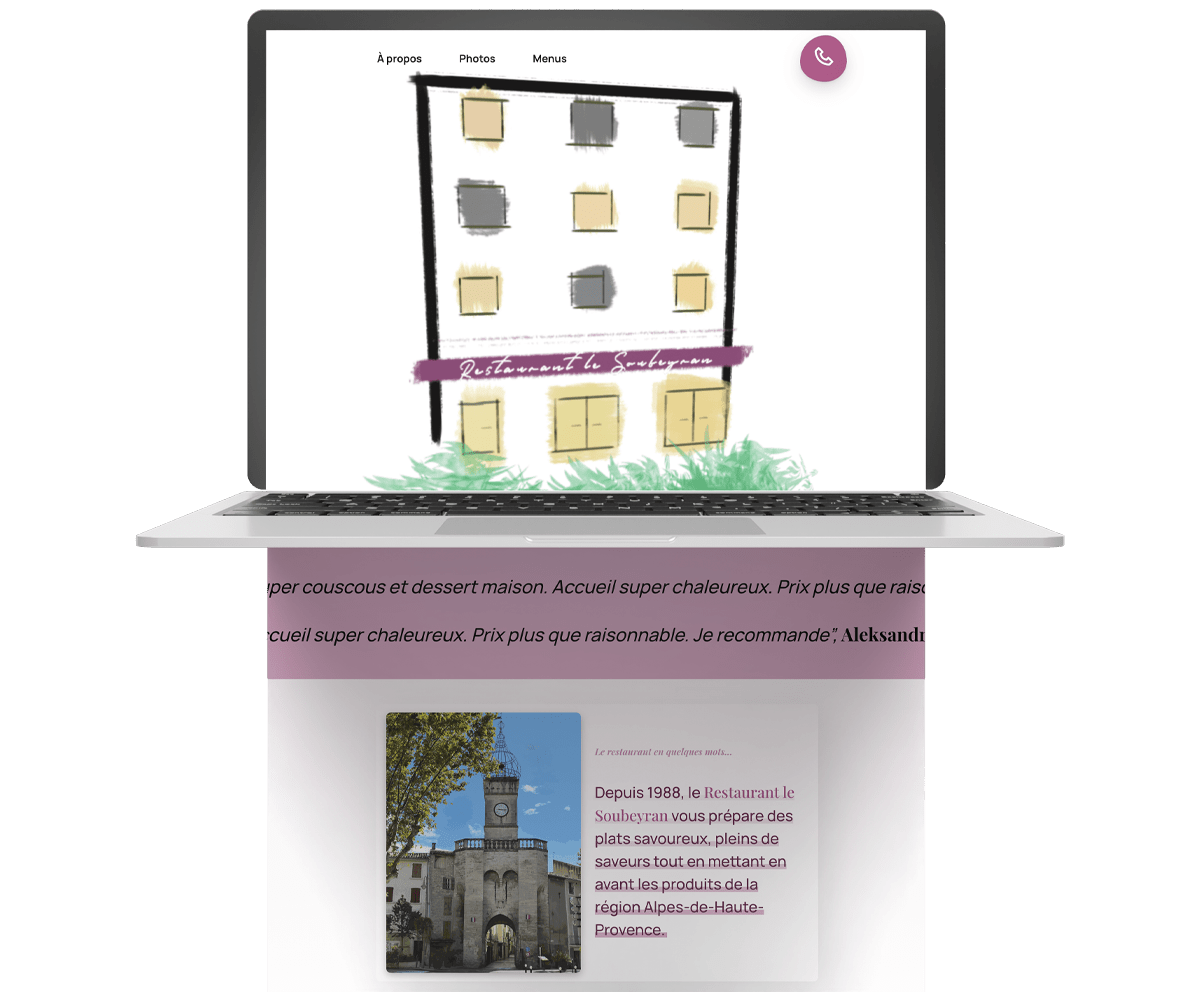 À propos Photos Menus
Restaurant le Soubeyran
per couscous et dessert maison. Accueil super chaleureux. Prix plus que
super chaleureux. Prix plus que raisonnable. Je recommande”,
Le restaurant en quelques mots...
Depuis 1988, le Restaurant le
Soubeyran vous prépare des
plats savoureux, pleins de
saveurs tout en mettant en
avant les produits de la
région Alpes-de-Haute-
Provence.